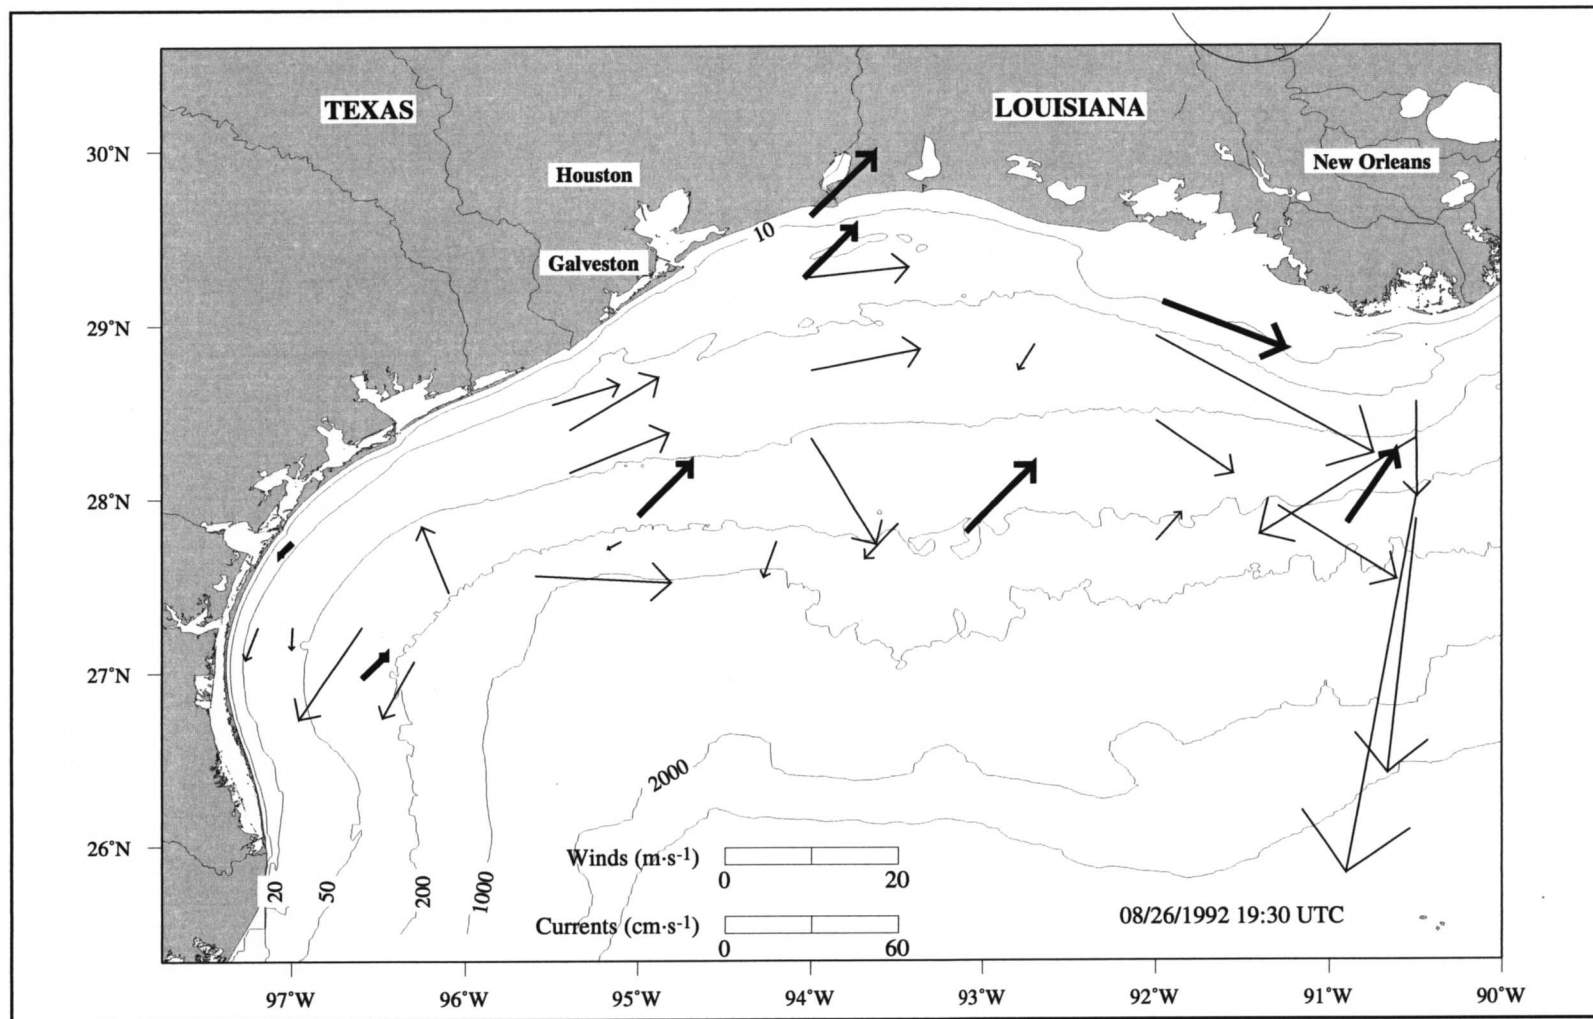 TEXAS
LOUISIANA
30°N
Houston
New Orleans
10
Galveston
29°N
28°N
27°N
2000
26°N
Winds (m·s-1)
0 20
20 50 200 1000
Currents (cm·s-1)
0 60
08/26/1992 19:30 UTC
97°W 96°W 95°W 94°W 93°W 92°W 91°W 90°W